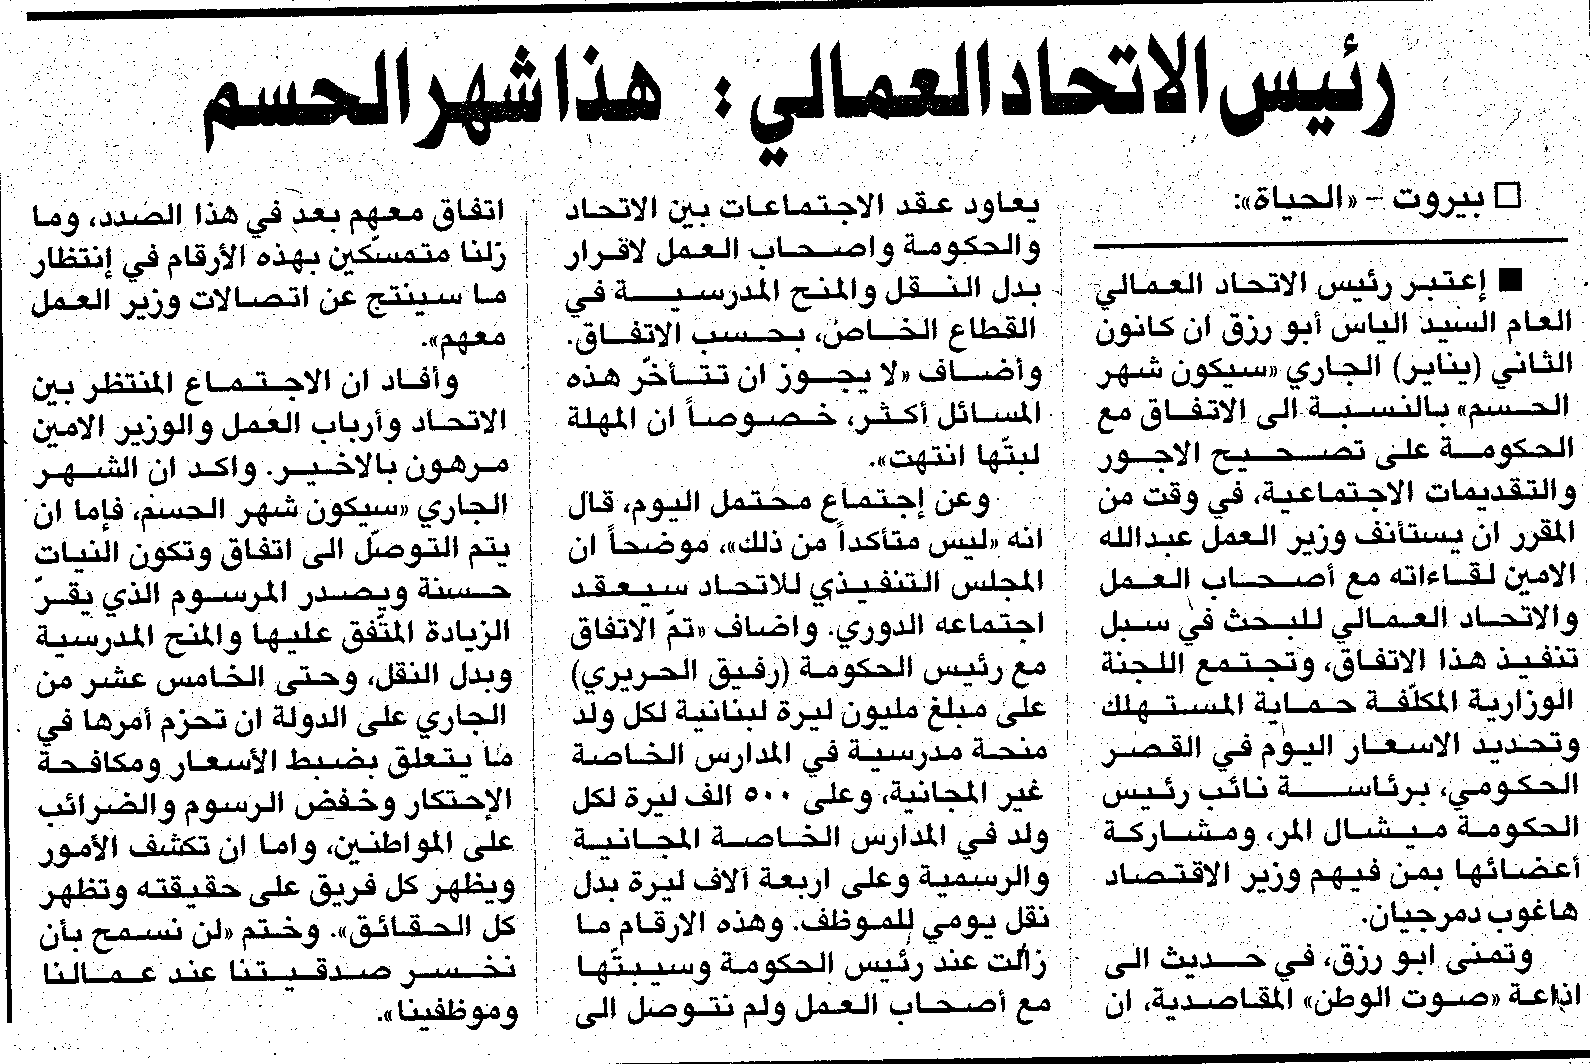 رئيس الاتحاد العمالي : هذا شهر الحسم
□ بيروت - «الحياة»:
■ إعتبر رئيس الاتحاد العمالي
العام السيد الياس أبو رزق ان كانون
الثاني (يناير) الجاري «سيكون شهر
الحسم» بالنسبة الى الاتفاق مع
الحكومة على تصحيح الاجور
والتقديمات الاجتماعية، في وقت من
المقرر ان يستأنف وزير العمل عبدالله
الامين لقاءاته مع أصحاب العمل
والاتحاد العمالي للبحث في سبل
تنفيذ هذا الاتفاق، وتجتمع اللجنة
الوزارية المكلّفة حماية المستهلك
وتحديد الاسعار اليوم في القصر
الحكومي، برئاسة نائب رئيس
الحكومة ميشال المر، ومشاركة
أعضائها بمن فيهم وزير الاقتصاد
هاغوب دمرجيان.
وتمنى ابو رزق، في حديث الى
اذاعة «صوت الوطن» المقاصدية، ان
يعاود عقد الاجتماعات بين الاتحاد
والحكومة واصحاب العمل لاقرار
بدل النقل والمنح المدرسية في
القطاع الخاص، بحسب الاتفاق.
وأضاف «لا يجوز ان تتأخّر هذه
المسائل أكثر، خصوصاً ان المهلة
لبتّها انتهت».
وعن إجتماع محتمل اليوم، قال
انه «ليس متأكداً من ذلك»، موضحاً ان
المجلس التنفيذي للاتحاد سيعقد
اجتماعه الدوري. واضاف «تمّ الاتفاق
مع رئيس الحكومة (رفيق الحريري)
على مبلغ مليون ليرة لبنانية لكل ولد
منحة مدرسية في المدارس الخاصة
غير المجانية، وعلى ٥٠٠ الف ليرة لكل
ولد في المدارس الخاصة المجانية
والرسمية وعلى اربعة آلاف ليرة بدل
نقل يومي للموظف. وهذه الارقام ما
زالت عند رئيس الحكومة وسيبتّها
مع أصحاب العمل ولم نتوصل الى
اتفاق معهم بعد في هذا الصدد، وما
زلنا متمسّكين بهذه الأرقام في إنتظار
ما سينتج عن اتصالات وزير العمل
معهم».
وأفاد ان الاجتماع المنتظر بين
الاتحاد وأرباب العمل والوزير الامين
مرهون بالاخير. واكد ان الشهر
الجاري «سيكون شهر الحسم، فإما ان
يتم التوصّل الى اتفاق وتكون النيات
حسنة ويصدر المرسوم الذي يقرّ
الزيادة المتّفق عليها والمنح المدرسية
وبدل النقل، وحتى الخامس عشر من
الجاري على الدولة ان تحزم أمرها في
ما يتعلق بضبط الأسعار ومكافحة
الإحتكار وخفض الرسوم والضرائب
على المواطنين، واما ان تكشف الأمور
ويظهر كل فريق على حقيقته وتظهر
كل الحقائق». وختم «لن نسمح بأن
نخسر صدقيتنا عند عمالنا
وموظفينا».